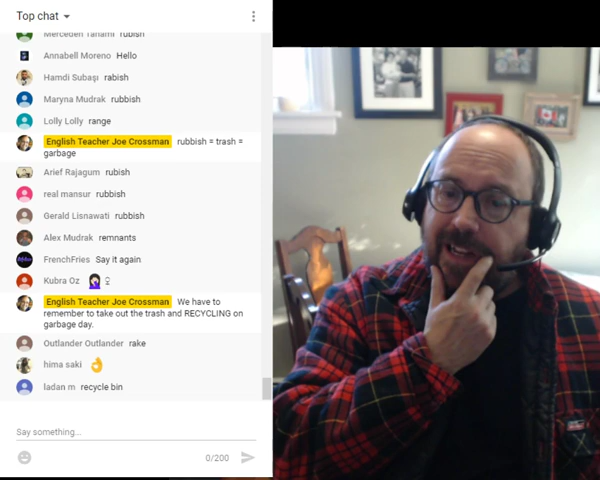 Top chat
Mercedeh Tahami rubish
Annabell Moreno Hello
Hamdi Subaşı rabish
Maryna Mudrak rubbish
Lolly Lolly range
English Teacher Joe Crossman rubbish = trash =
garbage
Arief Rajagum rubish
real mansur rubbish
Gerald Lisnawati rubbish
Alex Mudrak remnants
FrenchFries Say it again
Kubra Oz 🤦🏻‍♀
English Teacher Joe Crossman We have to
remember to take out the trash and RECYCLING on
garbage day.
Outlander Outlander rake
hima saki 👌
ladan m recycle bin
Say something...
0/200